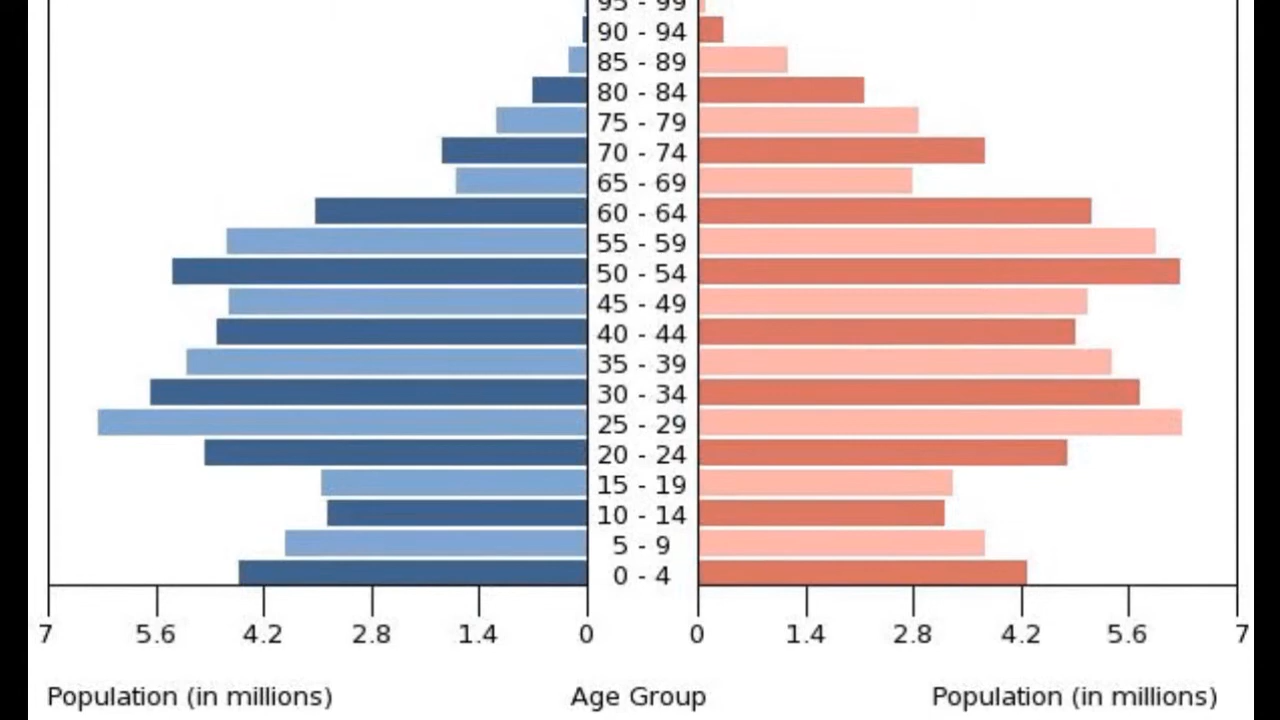 95 - 99
90 - 94
85 - 89
80 - 84
75 - 79
70 - 74
65 - 69
60 - 64
55 - 59
50 - 54
45 - 49
40 - 44
35 - 39
30 - 34
25 - 29
20 - 24
15 - 19
10 - 14
5 - 9
0 - 4
7 5.6 4.2 2.8 1.4 0 0 1.4 2.8 4.2 5.6 7
Population (in millions) Age Group Population (in millions)